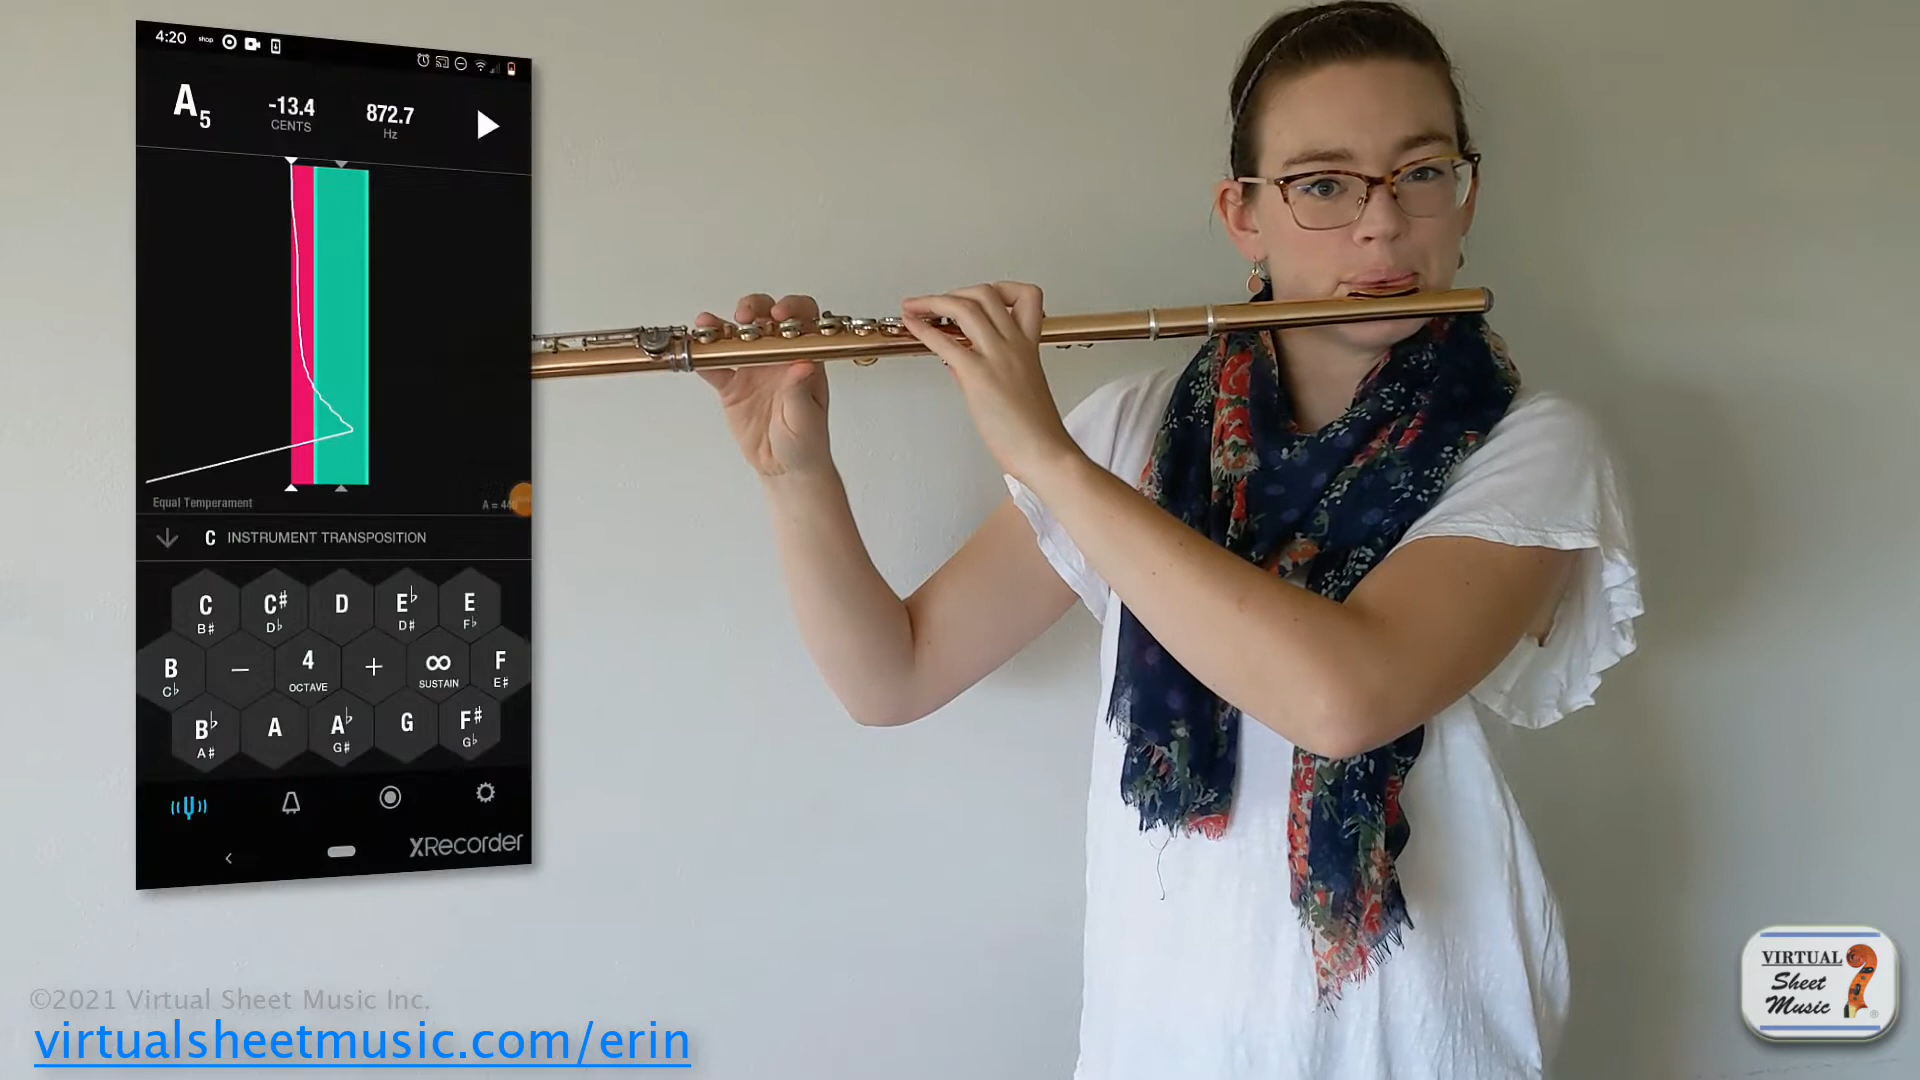 4:20 shop
A5 -13.4 CENTS 872.7 Hz
Equal Temperament
C INSTRUMENT TRANSPOSITION
C C♯ D E♭ E
B♯ D♭ D♯ F♭
B − 4 + ∞ F
C♭ OCTAVE SUSTAIN E♯
B♭ A A♭ G F♯
A♯ G♯ G♭
XRecorder
©2021 Virtual Sheet Music Inc.
virtualsheetmusic.com/erin
VIRTUAL
Sheet
Music
®